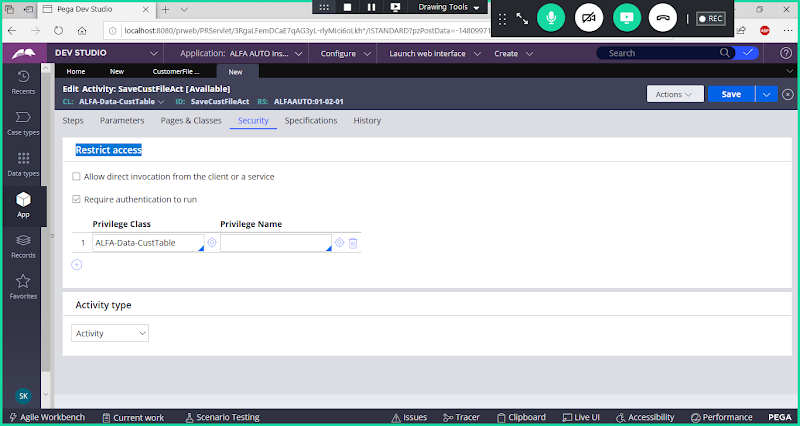 Pega Dev Studio
Drawing Tools
REC
localhost:8080/prweb/PRServlet/3RgaLFemDCaE7qAG3yL-rlyMIci6oLkh*/!STANDARD?pzPostData=-14809971
DEV STUDIO Application: ALFA AUTO Ins... Configure Launch web interface Create Search
Home New CustomerFile ... New
Recents
Case types
Data types
App
Records
Favorites
SK
Edit Activity: SaveCustFileAct [Available]
CL: ALFA-Data-CustTable ID: SaveCustFileAct RS: ALFAAUTO:01-02-01
Actions Save
Steps Parameters Pages & Classes Security Specifications History
Restrict access
Allow direct invocation from the client or a service
Require authentication to run
Privilege Class Privilege Name
1 ALFA-Data-CustTable
Activity type
Activity
Agile Workbench Current work Scenario Testing Issues Tracer Clipboard Live UI Accessibility Performance PEGA